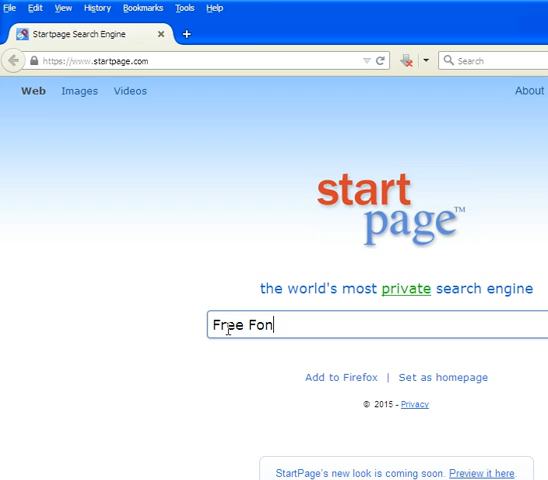 File Edit View History Bookmarks Tools Help
Startpage Search Engine
https://www.startpage.com
Search
Web Images Videos About
start
page™
the world's most private search engine
Free Fon
Add to Firefox | Set as homepage
© 2015 - Privacy
StartPage's new look is coming soon. Preview it here.